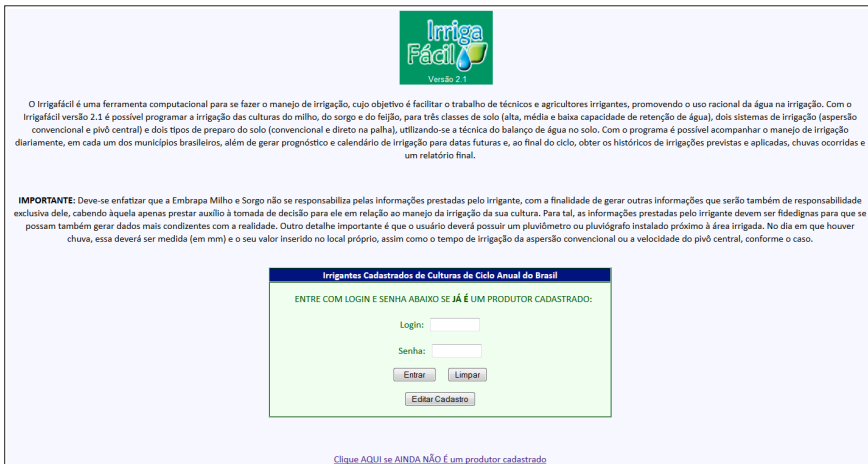 Irriga
Fácil
Versão 2.1
O Irrigafácil é uma ferramenta computacional para se fazer o manejo de irrigação, cujo objetivo é facilitar o trabalho de técnicos e agricultores irrigantes, promovendo o uso racional da água na irrigação. Com o
Irrigafácil versão 2.1 é possível programar a irrigação das culturas do milho, do sorgo e do feijão, para três classes de solo (alta, média e baixa capacidade de retenção de água), dois sistemas de irrigação (aspersão
convencional e pivô central) e dois tipos de preparo do solo (convencional e direto na palha), utilizando-se a técnica do balanço de água no solo. Com o programa é possível acompanhar o manejo de irrigação
diariamente, em cada um dos municípios brasileiros, além de gerar prognóstico e calendário de irrigação para datas futuras e, ao final do ciclo, obter os históricos de irrigações previstas e aplicadas, chuvas ocorridas e
um relatório final.
IMPORTANTE: Deve-se enfatizar que a Embrapa Milho e Sorgo não se responsabiliza pelas informações prestadas pelo irrigante, com a finalidade de gerar outras informações que serão também de responsabilidade
exclusiva dele, cabendo àquela apenas prestar auxílio à tomada de decisão para ele em relação ao manejo da irrigação da sua cultura. Para tal, as informações prestadas pelo irrigante devem ser fidedignas para que se
possam também gerar dados mais condizentes com a realidade. Outro detalhe importante é que o usuário deverá possuir um pluviômetro ou pluviógrafo instalado próximo à área irrigada. No dia em que houver
chuva, essa deverá ser medida (em mm) e o seu valor inserido no local próprio, assim como o tempo de irrigação da aspersão convencional ou a velocidade do pivô central, conforme o caso.
Irrigantes Cadastrados de Culturas de Ciclo Anual do Brasil
ENTRE COM LOGIN E SENHA ABAIXO SE JÁ É UM PRODUTOR CADASTRADO:
Login:
Senha:
Entrar Limpar
Editar Cadastro
Clique AQUI se AINDA NÃO É um produtor cadastrado